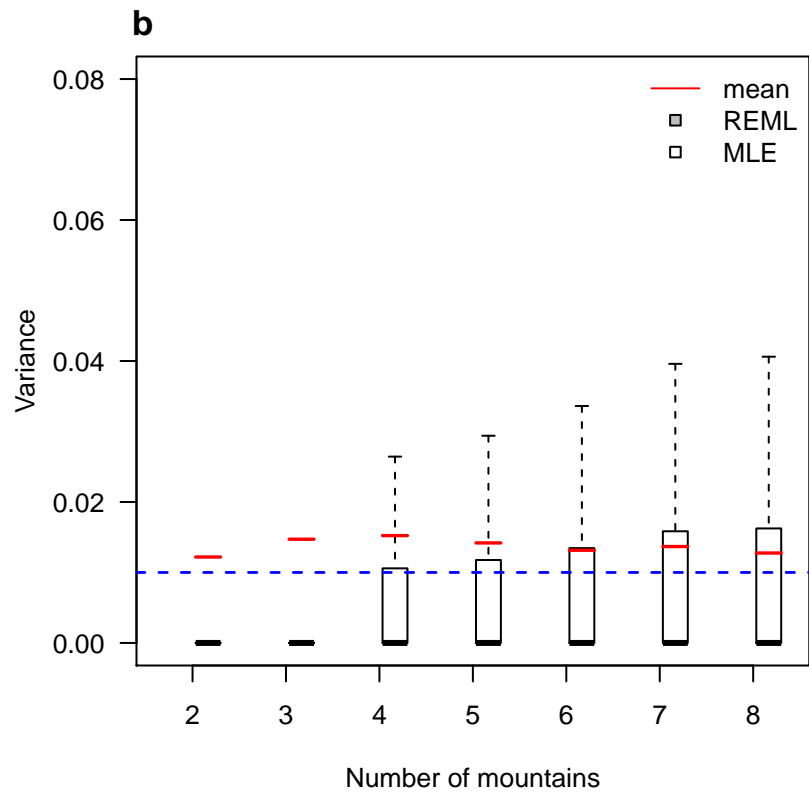 b
0.08
0.06
0.04
0.02
0.00
Variance
mean
REML
MLE
2 3 4 5 6 7 8
Number of mountains